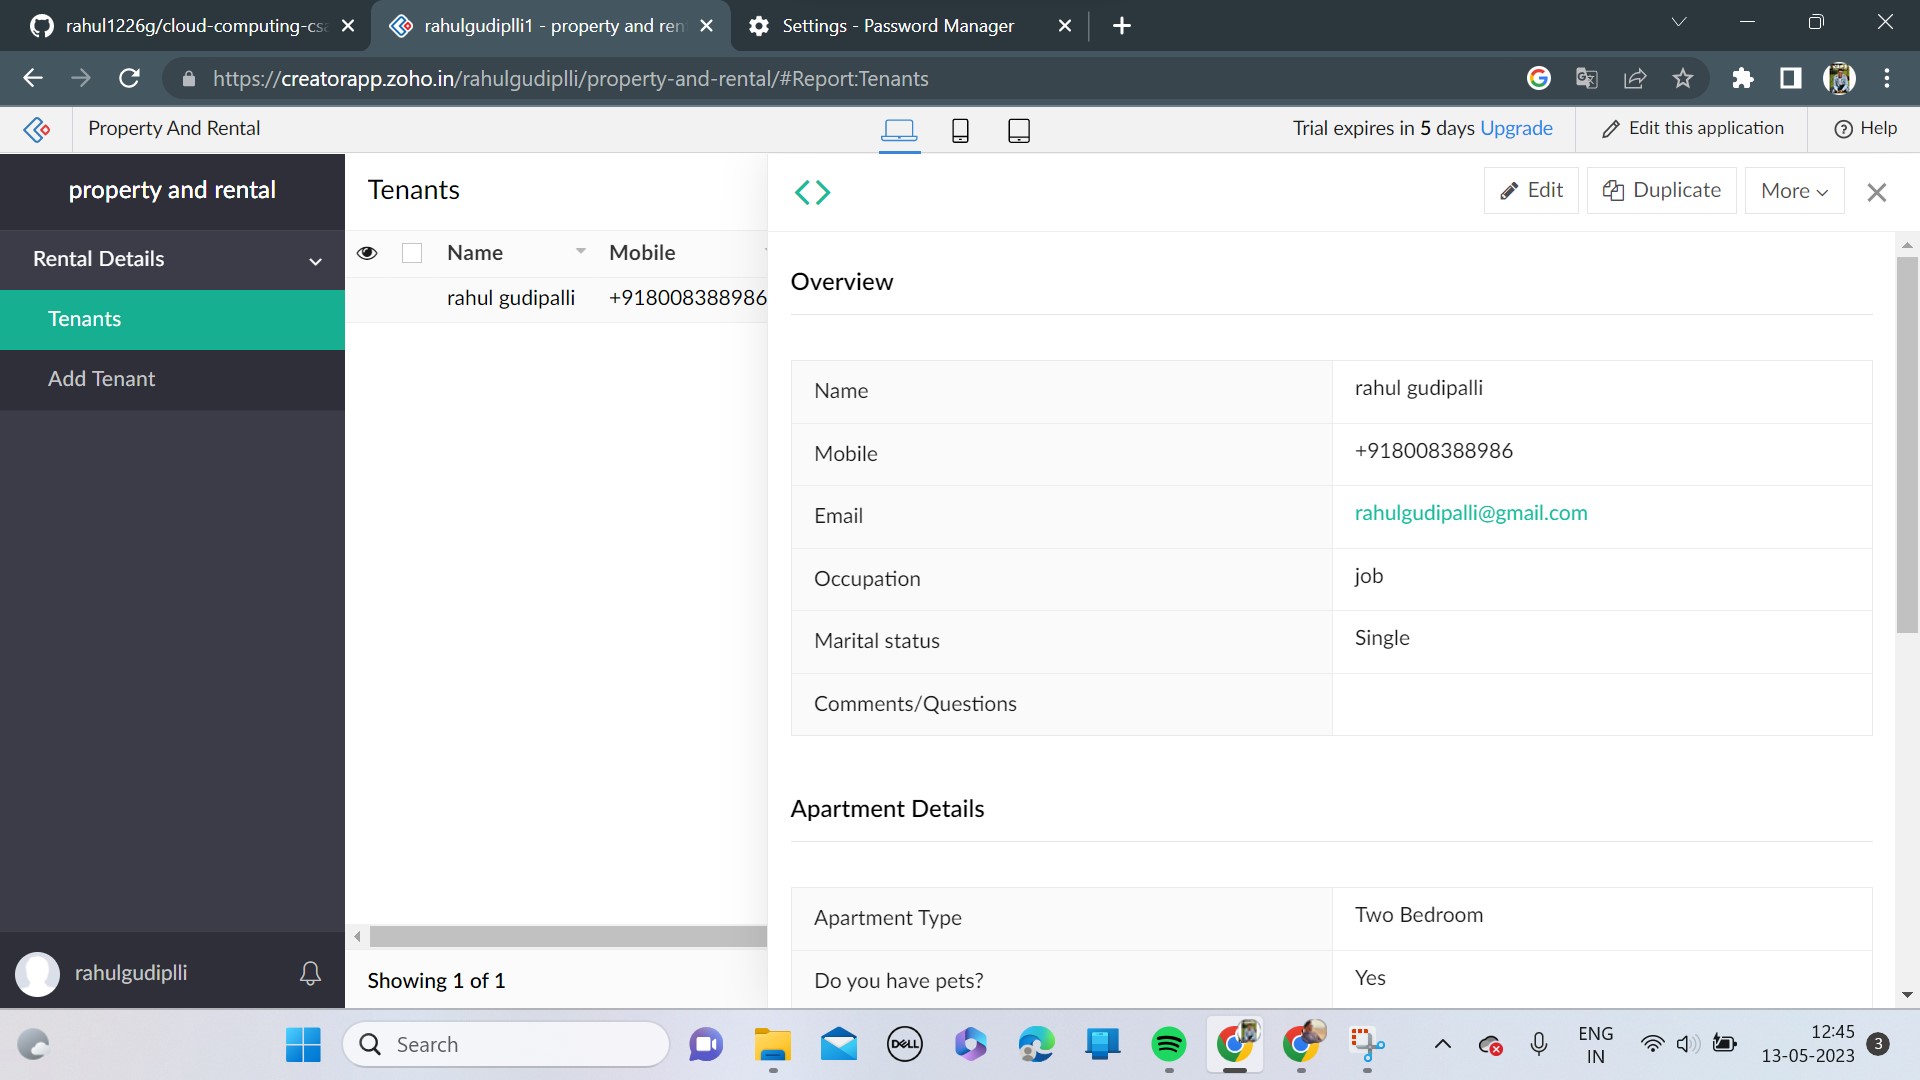 rahul1226g/cloud-computing-csa
rahulgudiplli1 - property and ren
Settings - Password Manager
https://creatorapp.zoho.in/rahulgudiplli/property-and-rental/#Report:Tenants
Property And Rental
Trial expires in 5 days Upgrade
Edit this application
Help
property and rental
Rental Details
Tenants
Add Tenant
rahulgudiplli
Tenants
Name Mobile
rahul gudipalli +918008388986
Showing 1 of 1
Edit
Duplicate
More
Overview
Name rahul gudipalli
Mobile +918008388986
Email rahulgudipalli@gmail.com
Occupation job
Marital status Single
Comments/Questions
Apartment Details
Apartment Type Two Bedroom
Do you have pets? Yes
Search
DELL
ENG
IN
12:45
13-05-2023
3